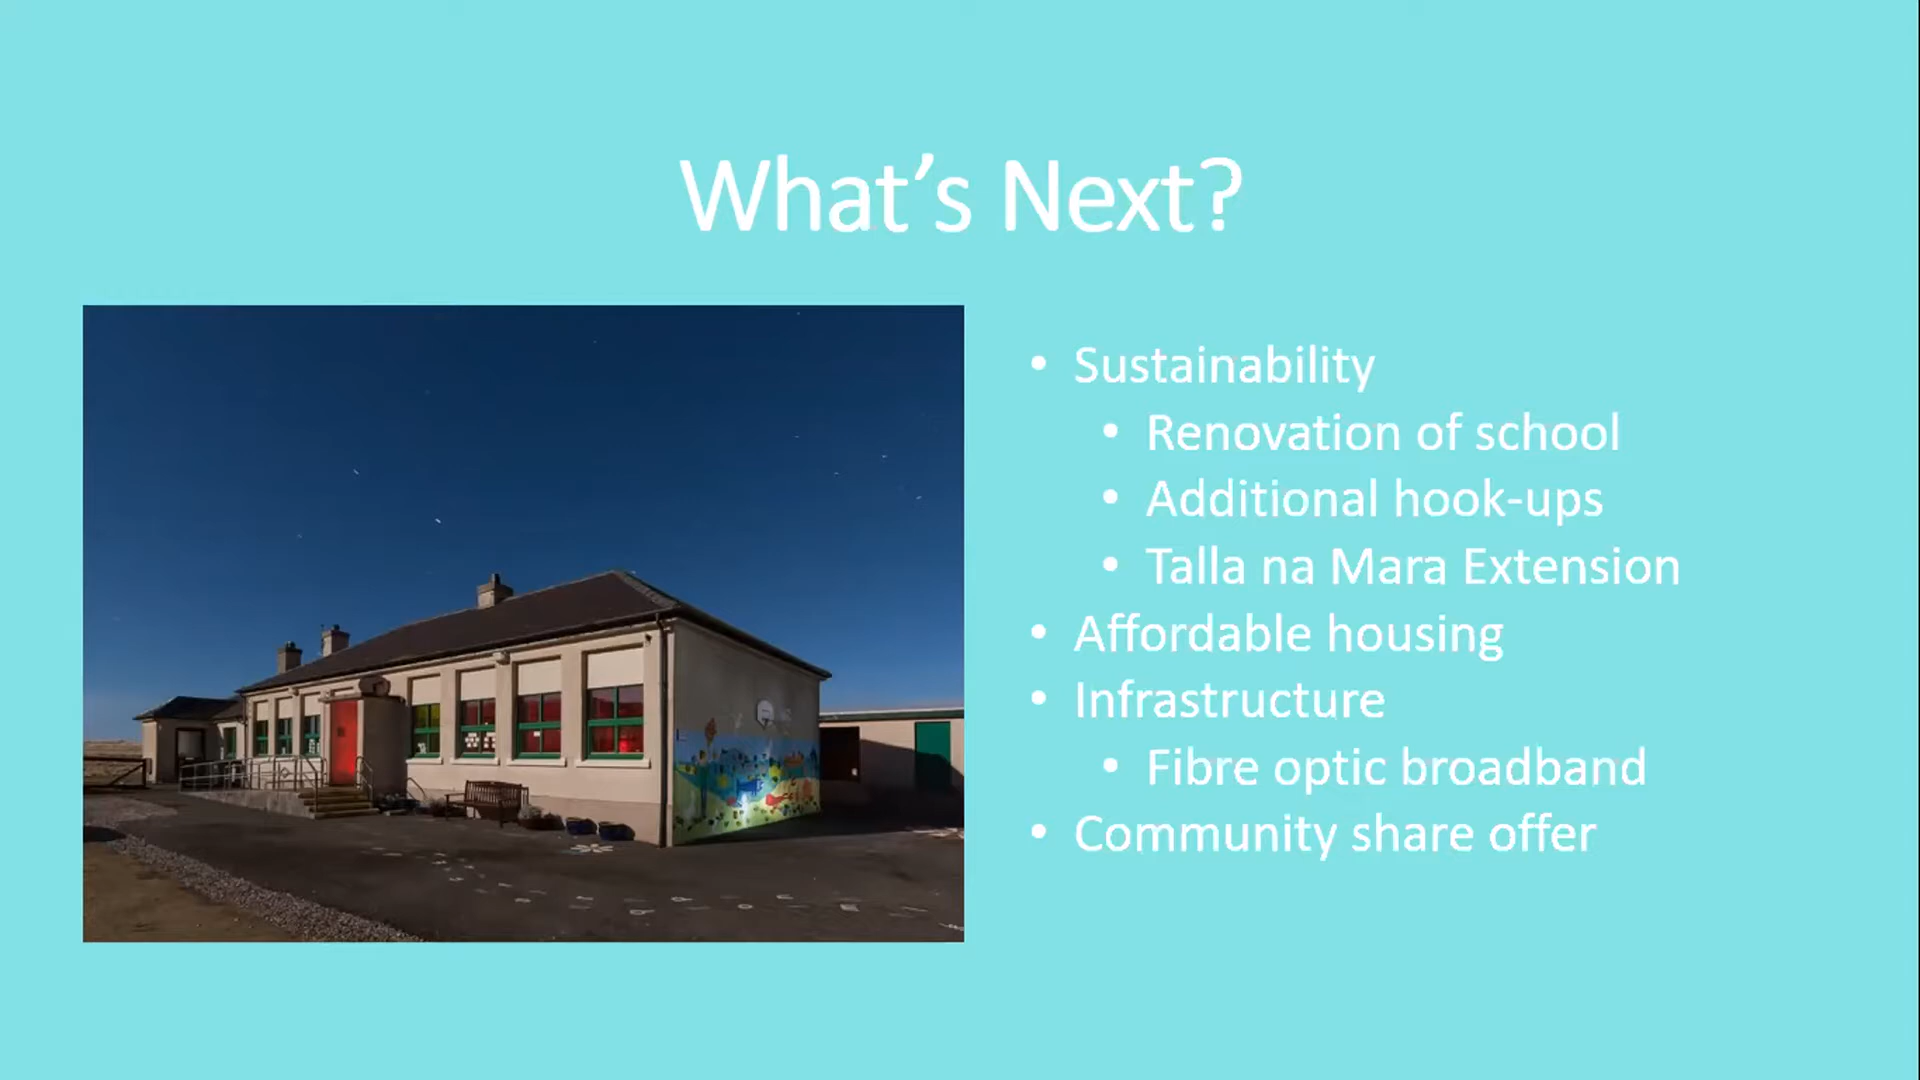 What's Next?
• Sustainability
• Renovation of school
• Additional hook-ups
• Talla na Mara Extension
• Affordable housing
• Infrastructure
• Fibre optic broadband
• Community share offer